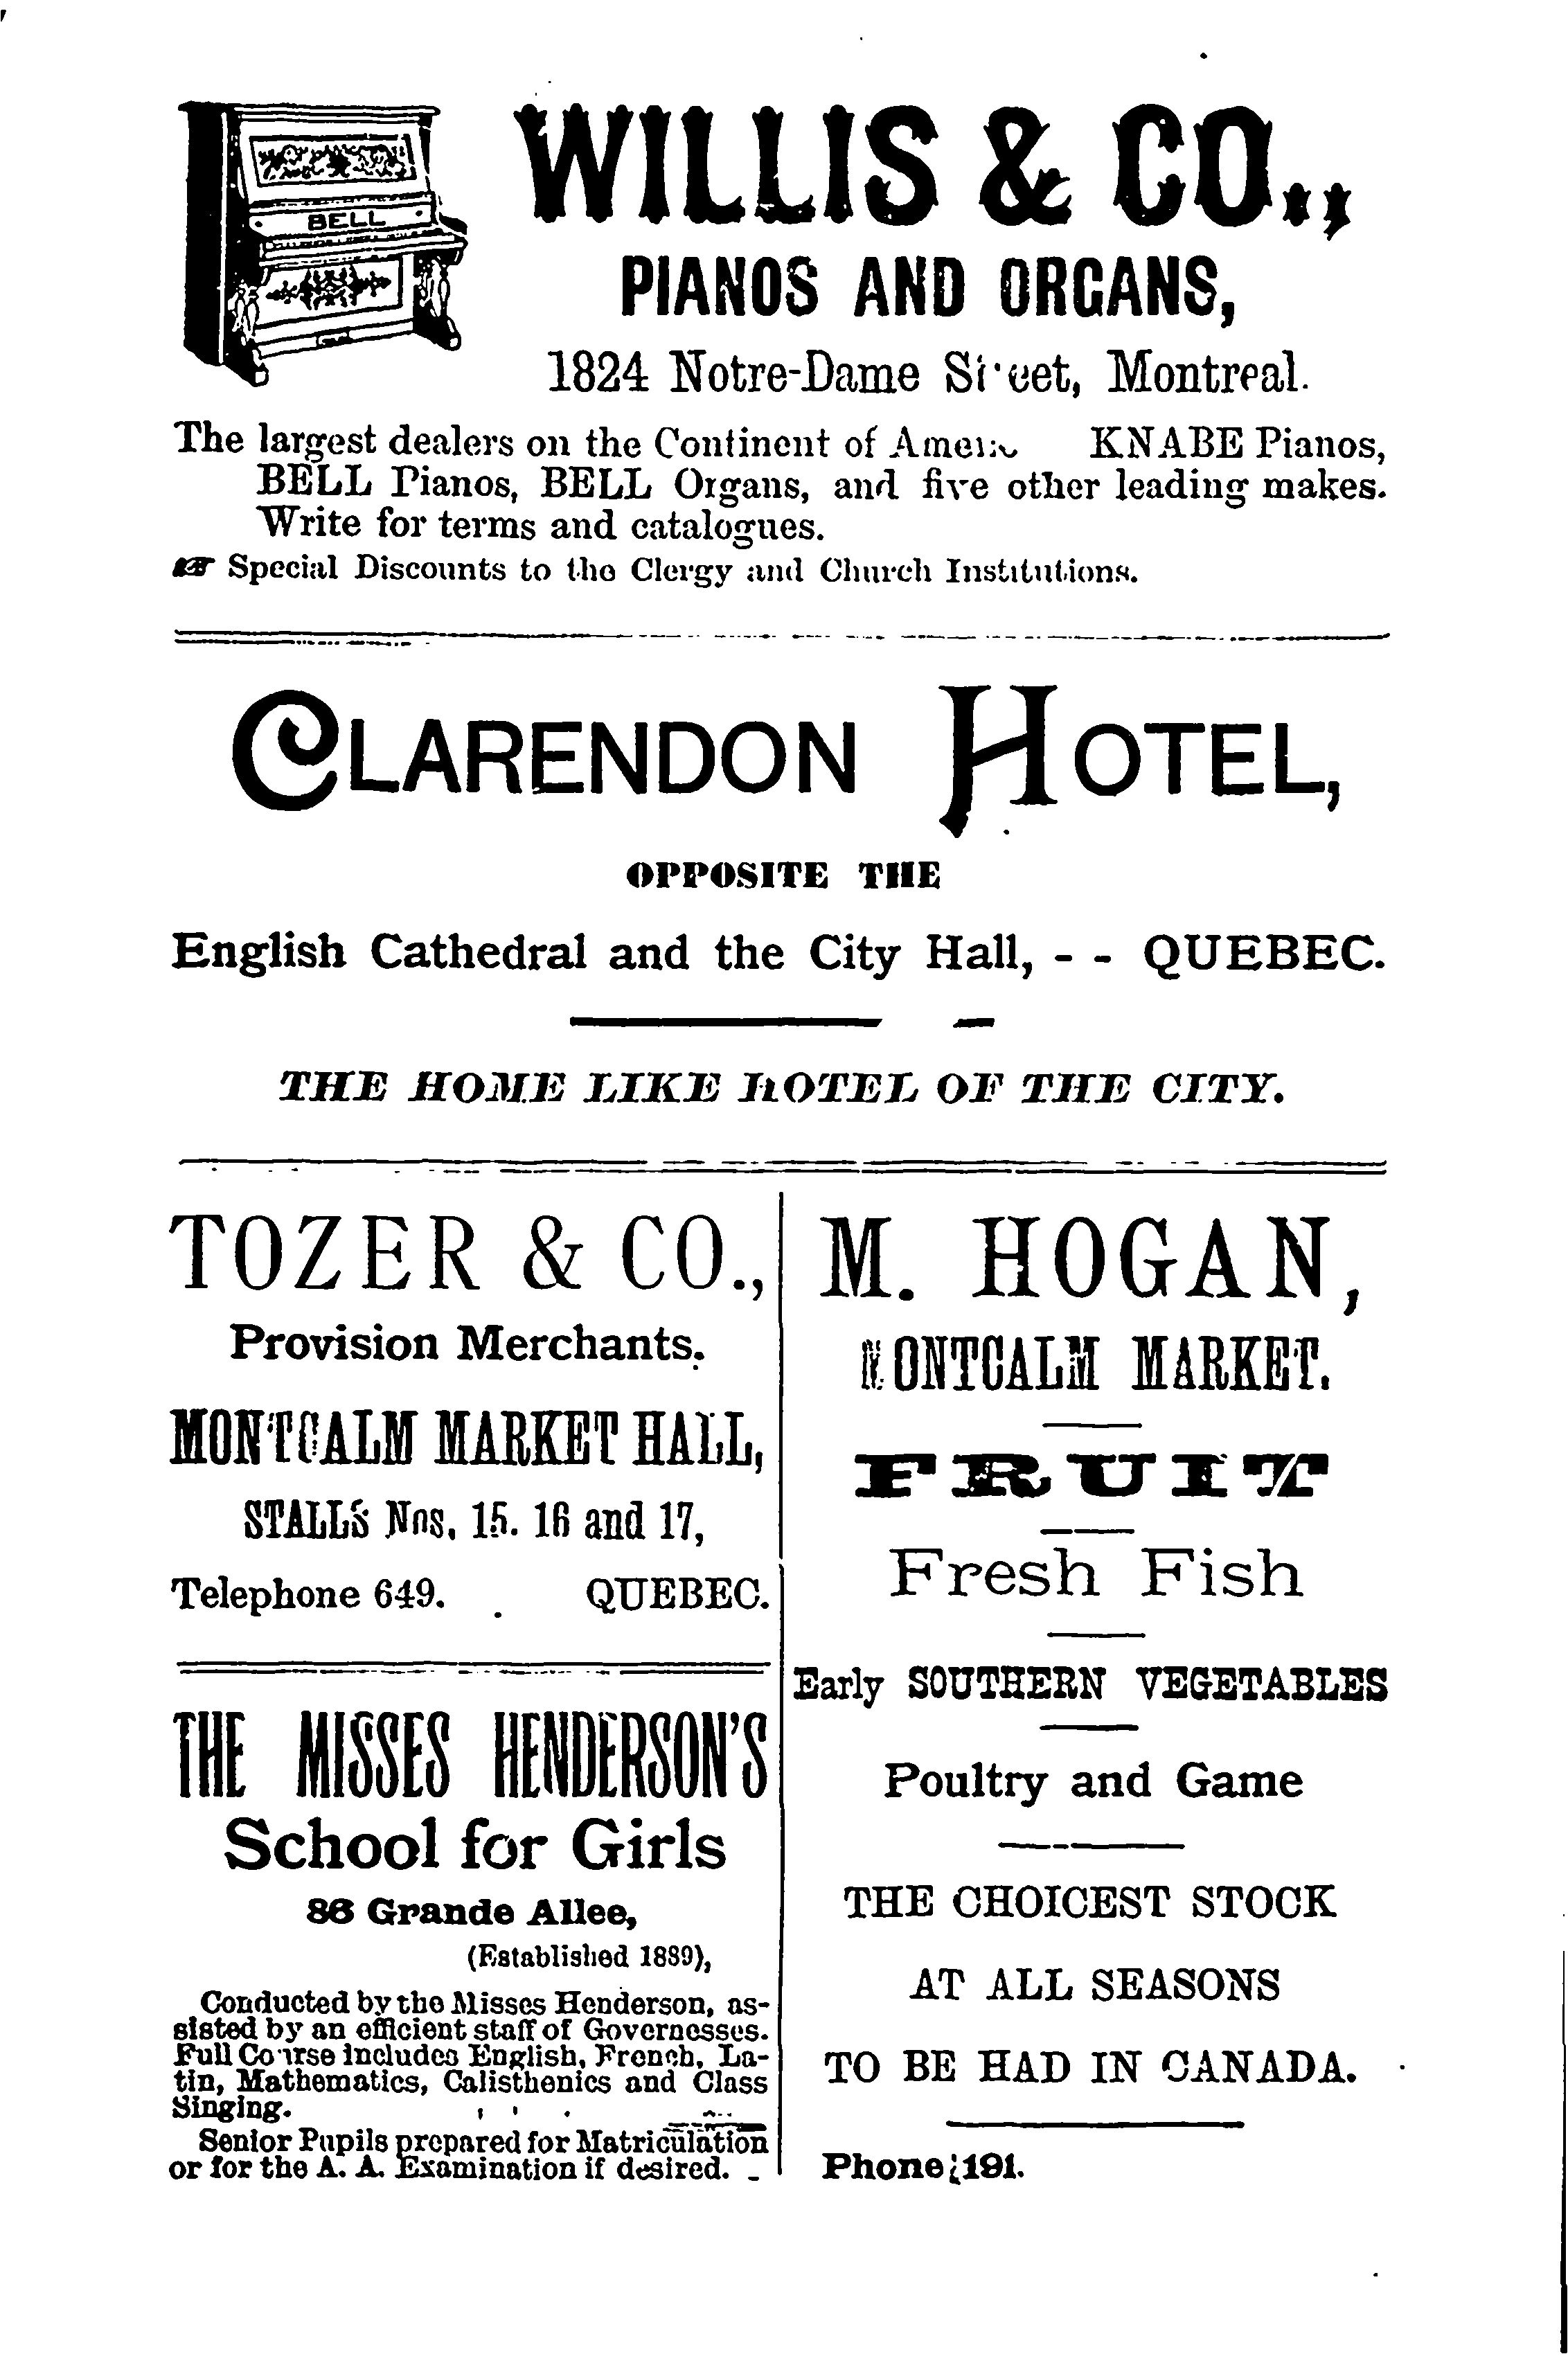 BELL
WILLIS & CO.,
PIANOS AND ORGANS,
1824 Notre-Dame Street, Montreal.
The largest dealers on the Continent of KNABE Pianos,
BELL Pianos, BELL Organs, and five other leading makes.
Write for terms and catalogues.
☞ Special Discounts to the Clergy and Church Institutions.
CLARENDON HOTEL,
OPPOSITE THE
English Cathedral and the City Hall, - - QUEBEC.
THE HOME LIKE HOTEL OF THE CITY.
TOZER & CO.,
Provision Merchants.
MONTCALM MARKET HALL,
STALLS Nos. 15. 16 and 17,
Telephone 649. QUEBEC.
THE MISSES HENDERSON'S
School for Girls
86 Grande Allee,
(Established 1889),
Conducted by the Misses Henderson, as-
sisted by an efficient staff of Governesses.
Full Course includes English, French, La-
tin, Mathematics, Calisthenics and Class
Singing.
Senior Pupils prepared for Matriculation
or for the A. A. Examination if desired.
M. HOGAN,
MONTCALM MARKET.
FRUIT
Fresh Fish
Early SOUTHERN VEGETABLES
Poultry and Game
THE CHOICEST STOCK
AT ALL SEASONS
TO BE HAD IN CANADA.
Phone 191.